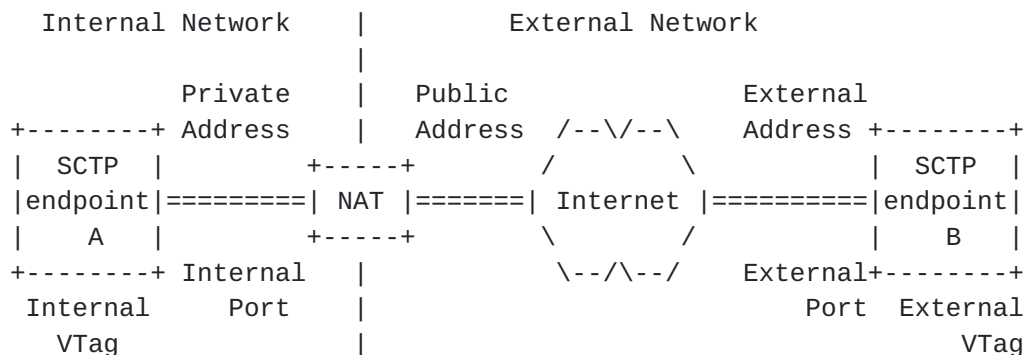 Internal Network    |         External Network
                      |
          Private     |   Public               External
+--------+ Address    |   Address  /--\/--\    Address +--------+
|  SCTP  |          +-----+       /        \           |  SCTP  |
|endpoint|=========| NAT |=======| Internet |==========|endpoint|
|    A   |          +-----+       \        /           |    B   |
+--------+ Internal   |            \--/\--/    External+--------+
 Internal     Port    |                            Port  External
   VTag               |                                     VTag